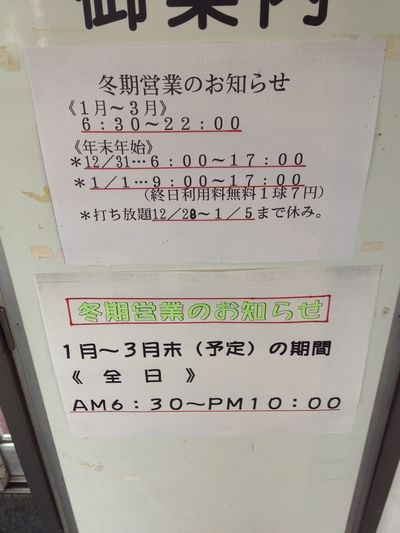 御案内
冬期営業のお知らせ
《1月～3月》
6：30～22：00
《年末年始》
＊12/31…6：00～17：00
＊1／1…9：00～17：00
(終日利用料無料1球7円)
＊打ち放題12/28～1／5まで休み。
冬期営業のお知らせ
1月～3月末（予定）の期間
《 全 日 》
AM6：30～PM10：00